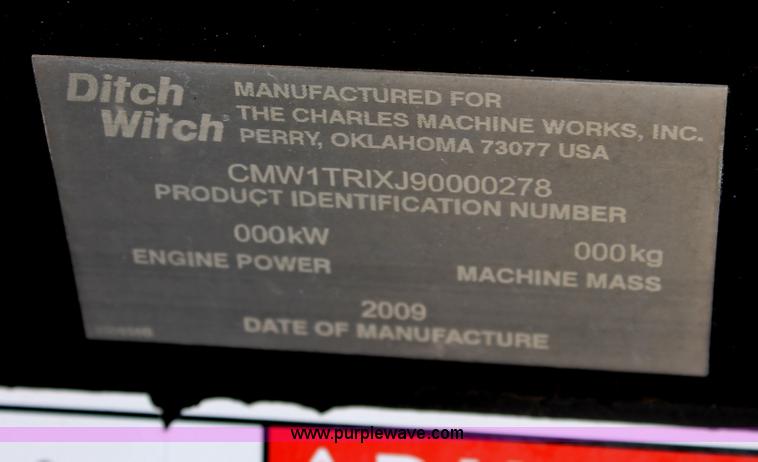 Ditch
Witch®
MANUFACTURED FOR
THE CHARLES MACHINE WORKS, INC.
PERRY, OKLAHOMA 73077 USA
CMW1TRIXJ90000278
PRODUCT IDENTIFICATION NUMBER
000kW
ENGINE POWER
000kg
MACHINE MASS
2009
DATE OF MANUFACTURE
www.purplewave.com